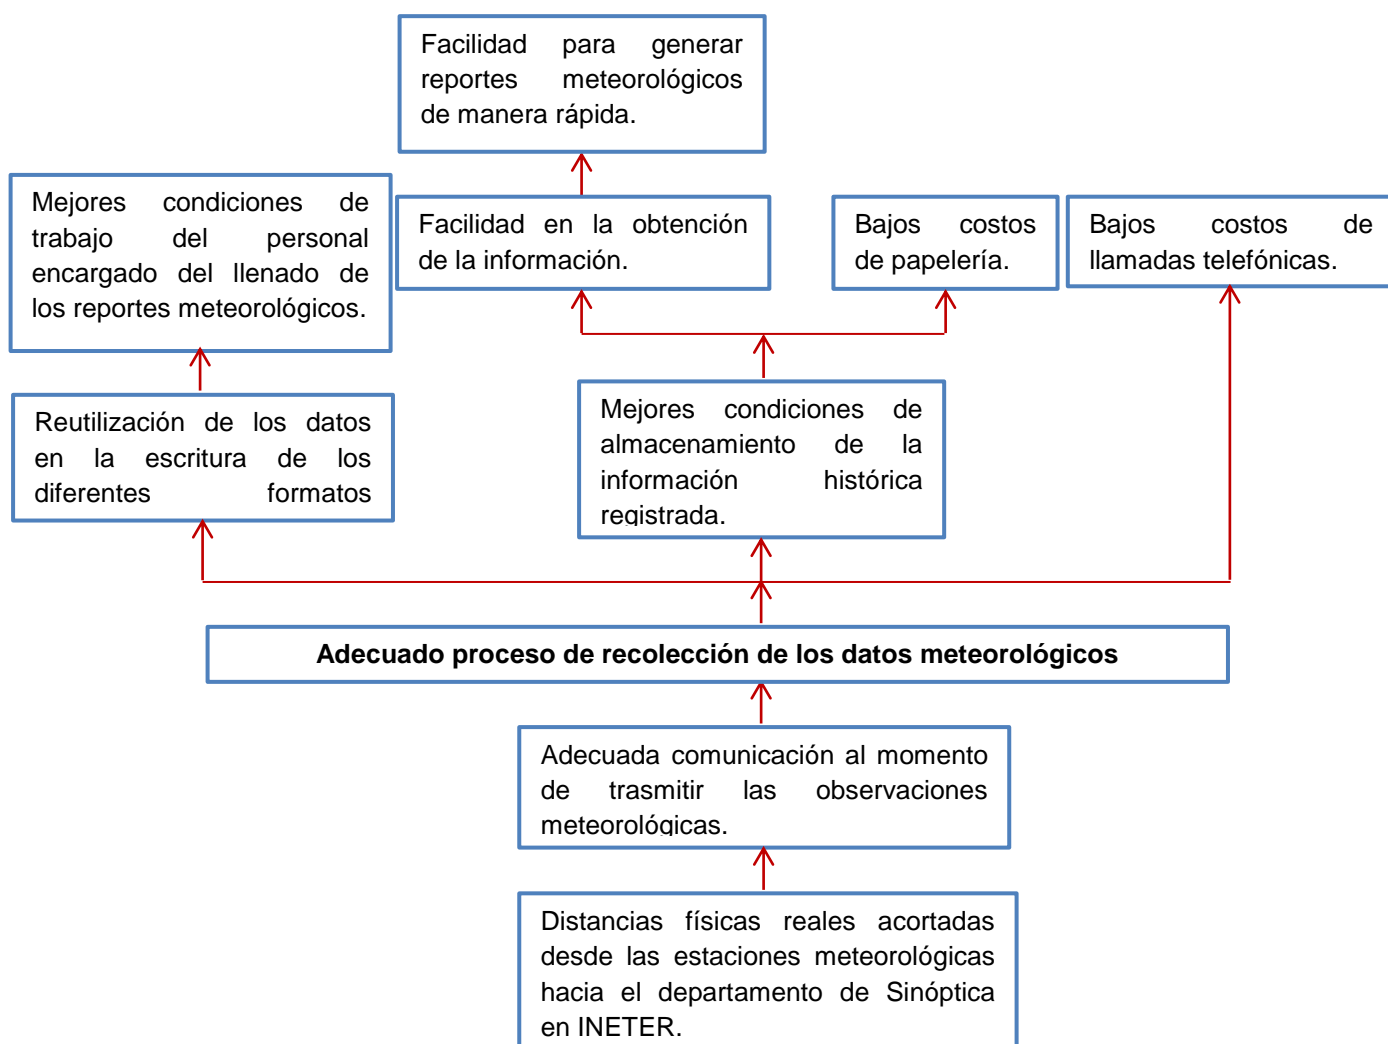 Facilidad para generar
reportes meteorológicos
de manera rápida.
Mejores condiciones de
trabajo del personal
encargado del llenado de
los reportes meteorológicos.
Facilidad en la obtención
de la información.
Bajos costos
de papelería.
Bajos costos de
llamadas telefónicas.
Reutilización de los datos
en la escritura de los
diferentes formatos
Mejores condiciones de
almacenamiento de la
información histórica
registrada.
Adecuado proceso de recolección de los datos meteorológicos
Adecuada comunicación al momento
de trasmitir las observaciones
meteorológicas.
Distancias físicas reales acortadas
desde las estaciones meteorológicas
hacia el departamento de Sinóptica
en INETER.